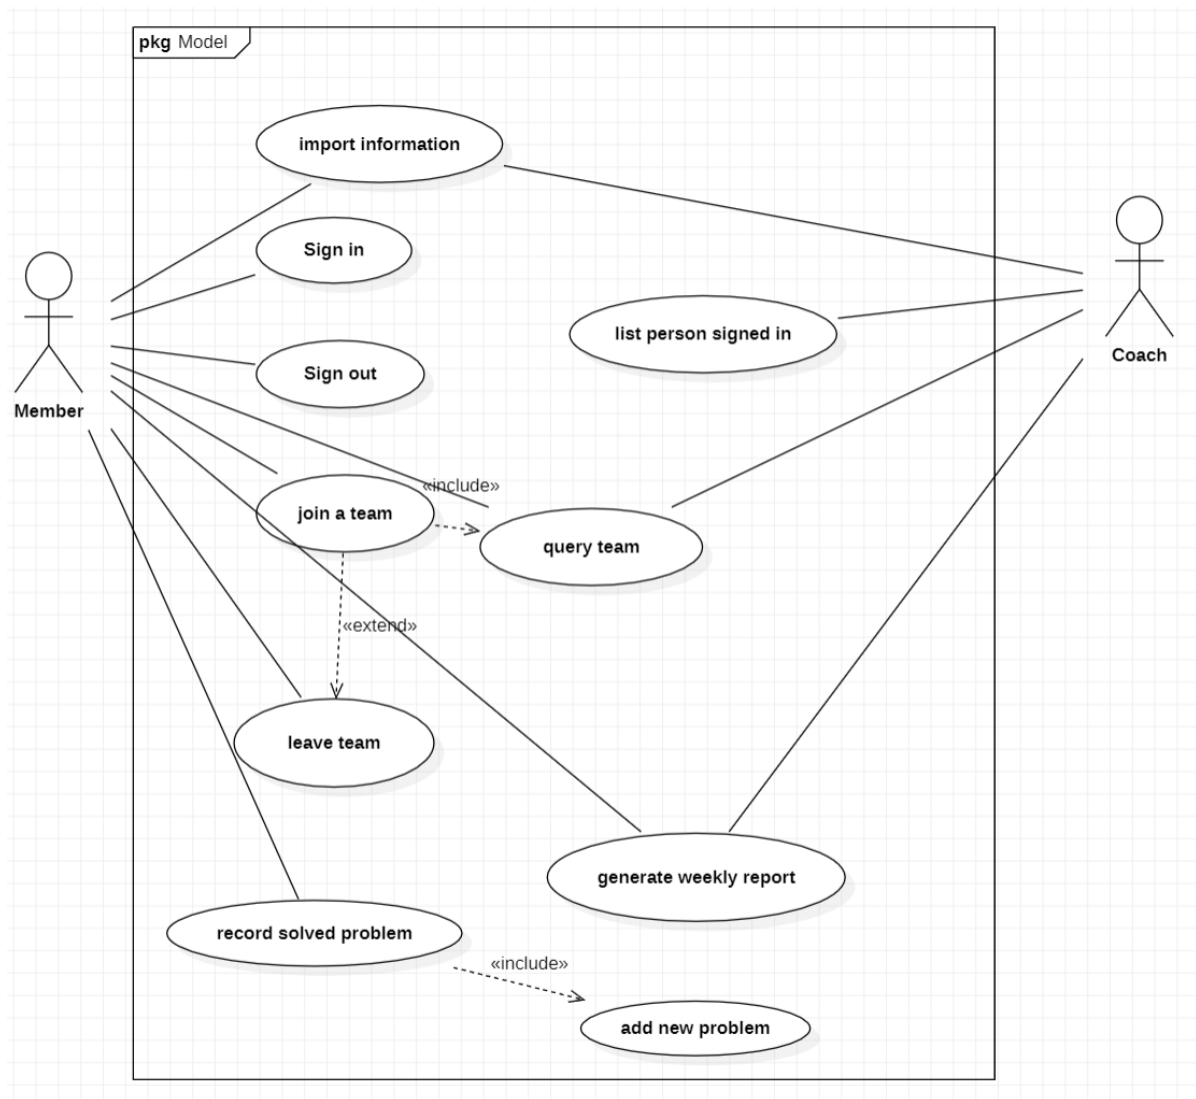 pkg Model
import information
Sign in
list person signed in
Coach
Sign out
Member
«include»
join a team
query team
«extend»
leave team
generate weekly report
record solved problem
«include»
add new problem